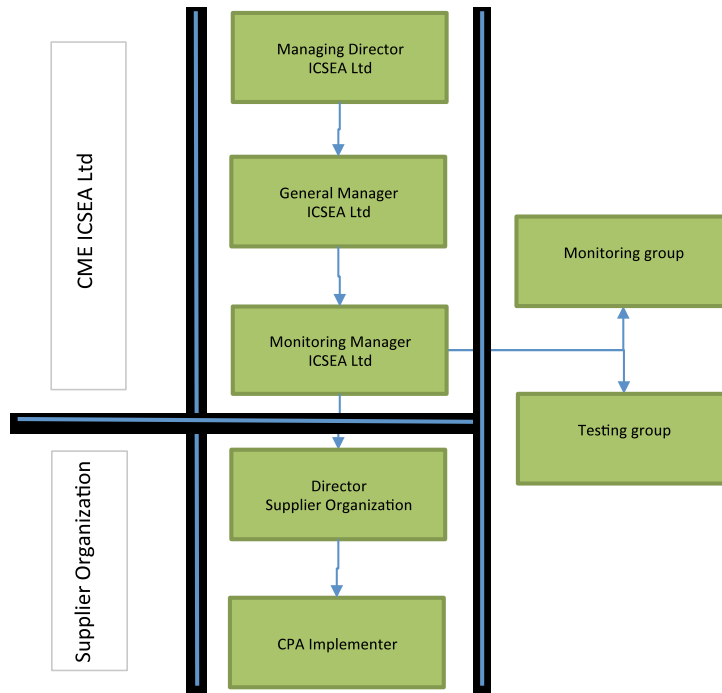 CME ICSEA Ltd
Managing Director
ICSEA Ltd
General Manager
ICSEA Ltd
Monitoring Manager
ICSEA Ltd
Monitoring group
Testing group
Supplier Organization
Director
Supplier Organization
CPA Implementer